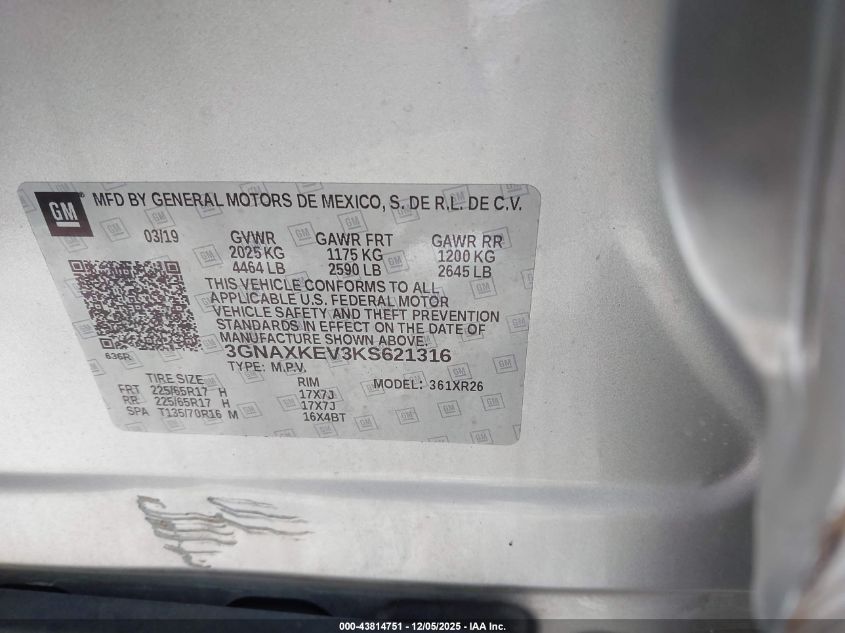 GM
MFD BY GENERAL MOTORS DE MEXICO, S. DE R.L. DE C.V.
03/19 GVWR GAWR FRT GAWR RR
2025 KG 1175 KG 1200 KG
4464 LB 2590 LB 2645 LB
THIS VEHICLE CONFORMS TO ALL
APPLICABLE U.S. FEDERAL MOTOR
VEHICLE SAFETY AND THEFT PREVENTION
STANDARDS IN EFFECT ON THE DATE OF
MANUFACTURE SHOWN ABOVE.
636R 3GNAXKEV3KS621316
TYPE: M.P.V.
TIRE SIZE RIM MODEL: 361XR26
FRT 225/65R17 H 17X7J
RR 225/65R17 H 17X7J
SPA T135/70R16 M 16X4BT
000-43814751 - 12/05/2025 - IAA Inc.